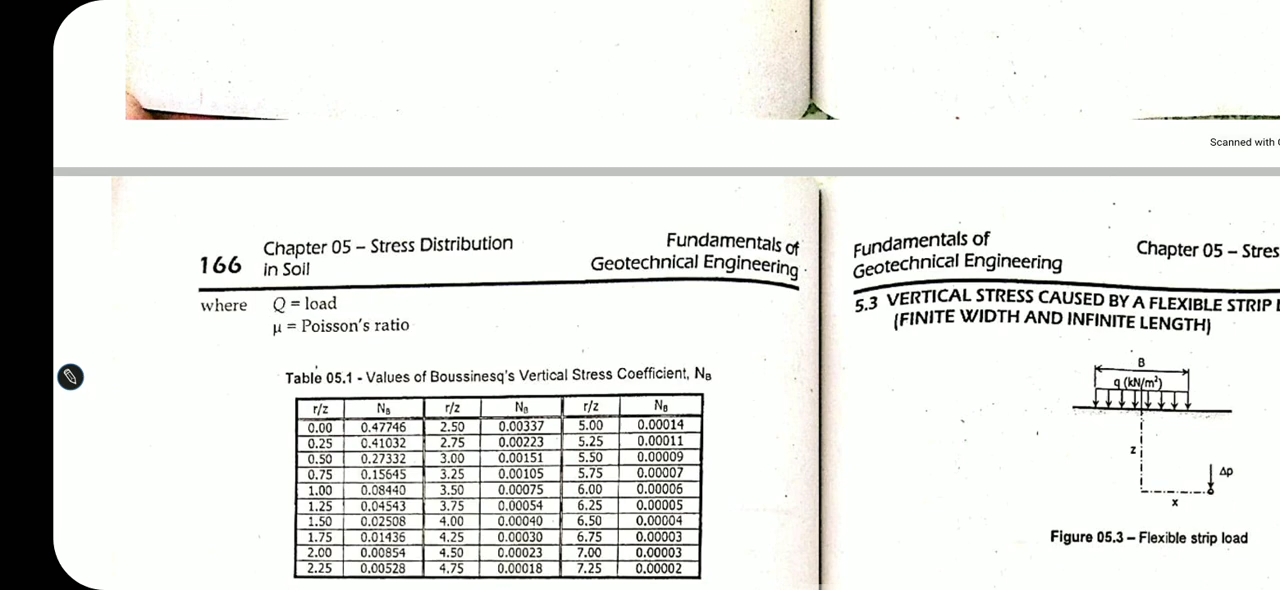 Scanned with
166
Chapter 05 – Stress Distribution
in Soil
Fundamentals of
Geotechnical Engineering
where Q = load
μ = Poisson's ratio
Table 05.1 - Values of Boussinesq's Vertical Stress Coefficient, NB
r/z NB r/z NB r/z NB
0.00 0.47746 2.50 0.00337 5.00 0.00014
0.25 0.41032 2.75 0.00223 5.25 0.00011
0.50 0.27332 3.00 0.00151 5.50 0.00009
0.75 0.15645 3.25 0.00105 5.75 0.00007
1.00 0.08440 3.50 0.00075 6.00 0.00006
1.25 0.04543 3.75 0.00054 6.25 0.00005
1.50 0.02508 4.00 0.00040 6.50 0.00004
1.75 0.01436 4.25 0.00030 6.75 0.00003
2.00 0.00854 4.50 0.00023 7.00 0.00003
2.25 0.00528 4.75 0.00018 7.25 0.00002
Fundamentals of
Geotechnical Engineering
Chapter 05 – Stres
5.3 VERTICAL STRESS CAUSED BY A FLEXIBLE STRIP
(FINITE WIDTH AND INFINITE LENGTH)
B
q (kN/m²)
z
Δp
x
Figure 05.3 – Flexible strip load